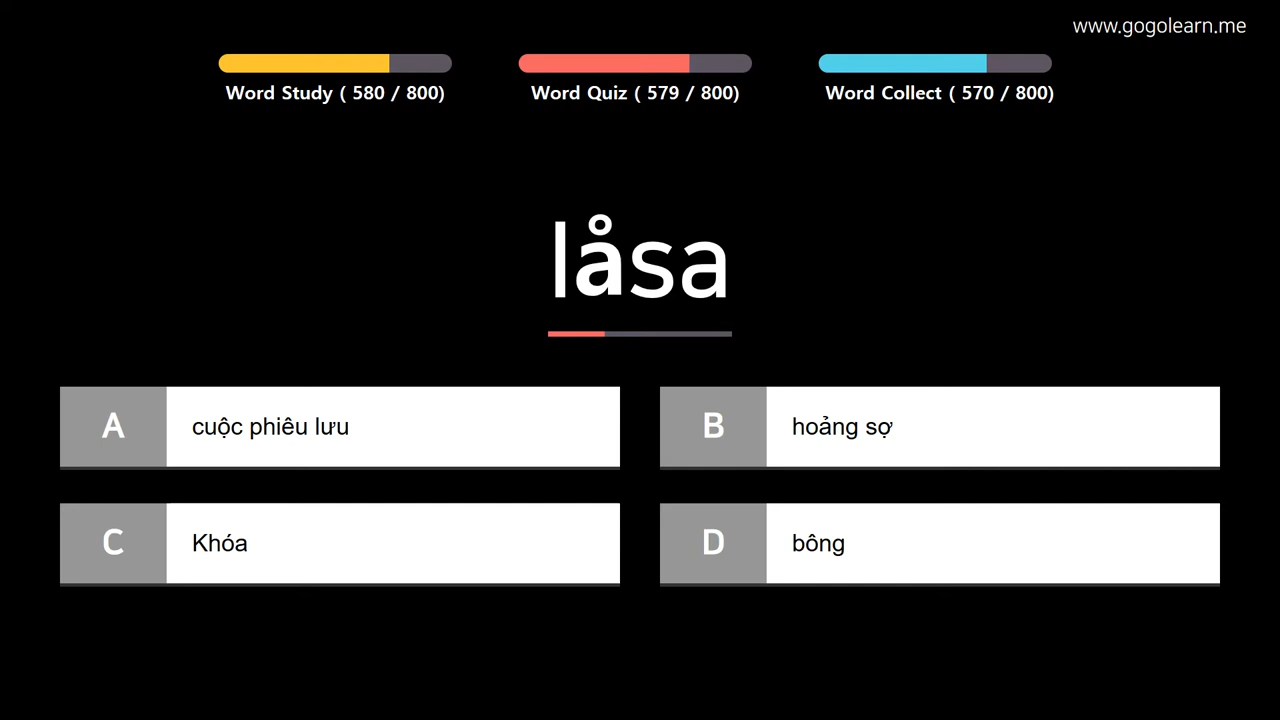 www.gogolearn.me
Word Study ( 580 / 800)
Word Quiz ( 579 / 800)
Word Collect ( 570 / 800)
låsa
A
cuộc phiêu lưu
B
hoảng sợ
C
Khóa
D
bông